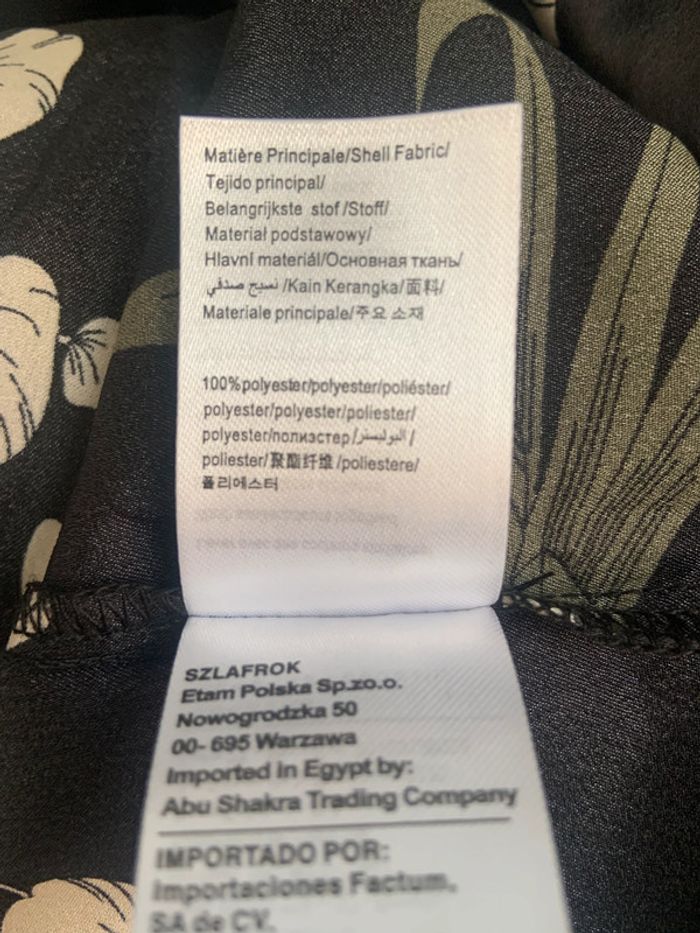 Matière Principale/Shell Fabric/
Tejido principal/
Belangrijkste stof /Stoff/
Materiał podstawowy/
Hlavní materiál/Основная ткань/
نسيج صدفي /Kain Kerangka/面料/
Materiale principale/주요 소재
100%polyester/polyester/poliéster/
polyester/polyester/poliester/
polyester/полиэстер/البوليستر/
poliester/聚酯纤维/poliestere/
폴리에스터
SZLAFROK
Etam Polska Sp.zo.o.
Nowogrodzka 50
00- 695 Warzawa
Imported in Egypt by:
Abu Shakra Trading Company
IMPORTADO POR:
Importaciones Factum,
SA de CV.